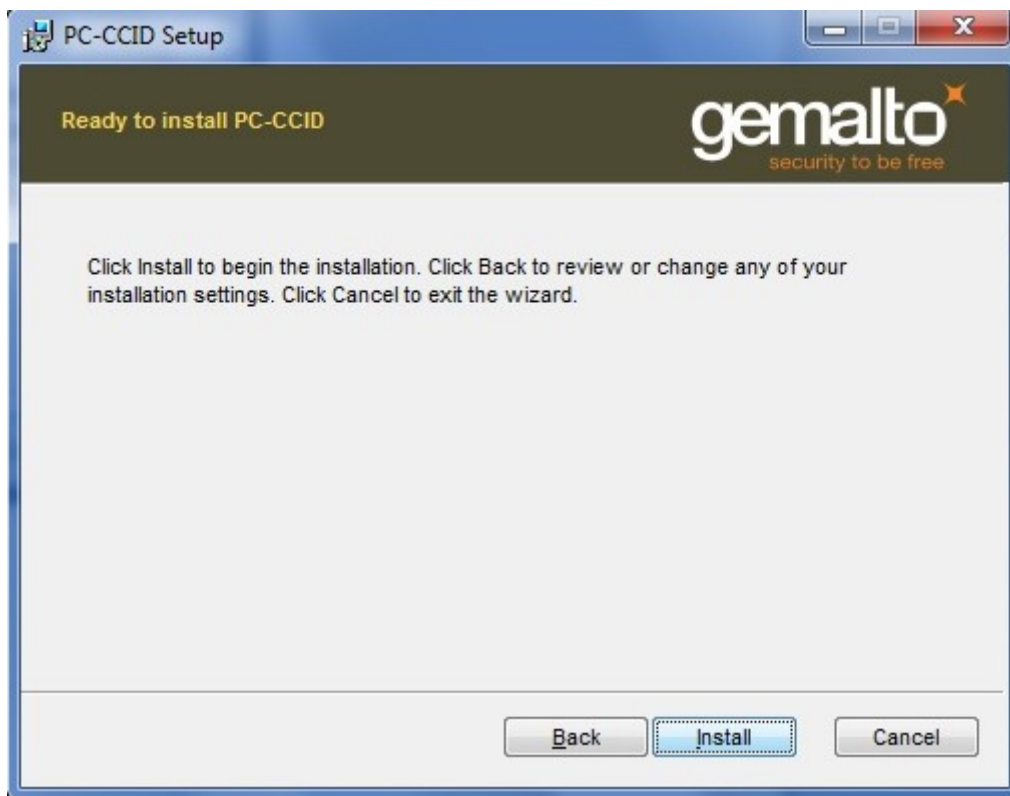 PC-CCID Setup
Ready to install PC-CCID
gemalto
security to be free
Click Install to begin the installation. Click Back to review or change any of your
installation settings. Click Cancel to exit the wizard.
Back
Install
Cancel